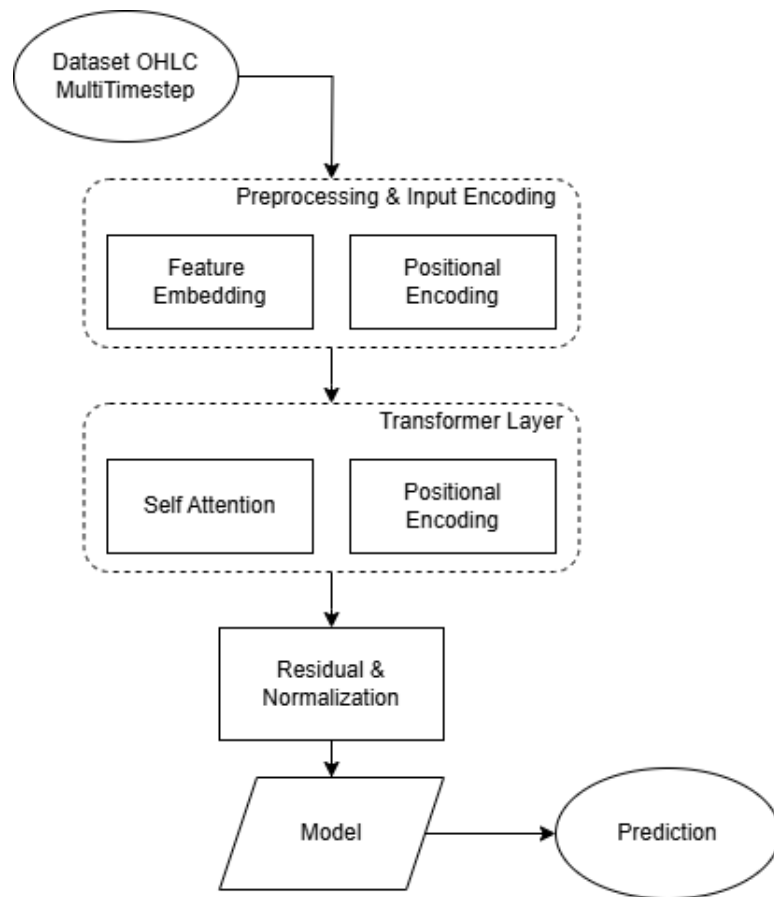 Dataset OHLC
MultiTimestep
Preprocessing & Input Encoding
Feature
Embedding
Positional
Encoding
Transformer Layer
Self Attention
Positional
Encoding
Residual &
Normalization
Model
Prediction